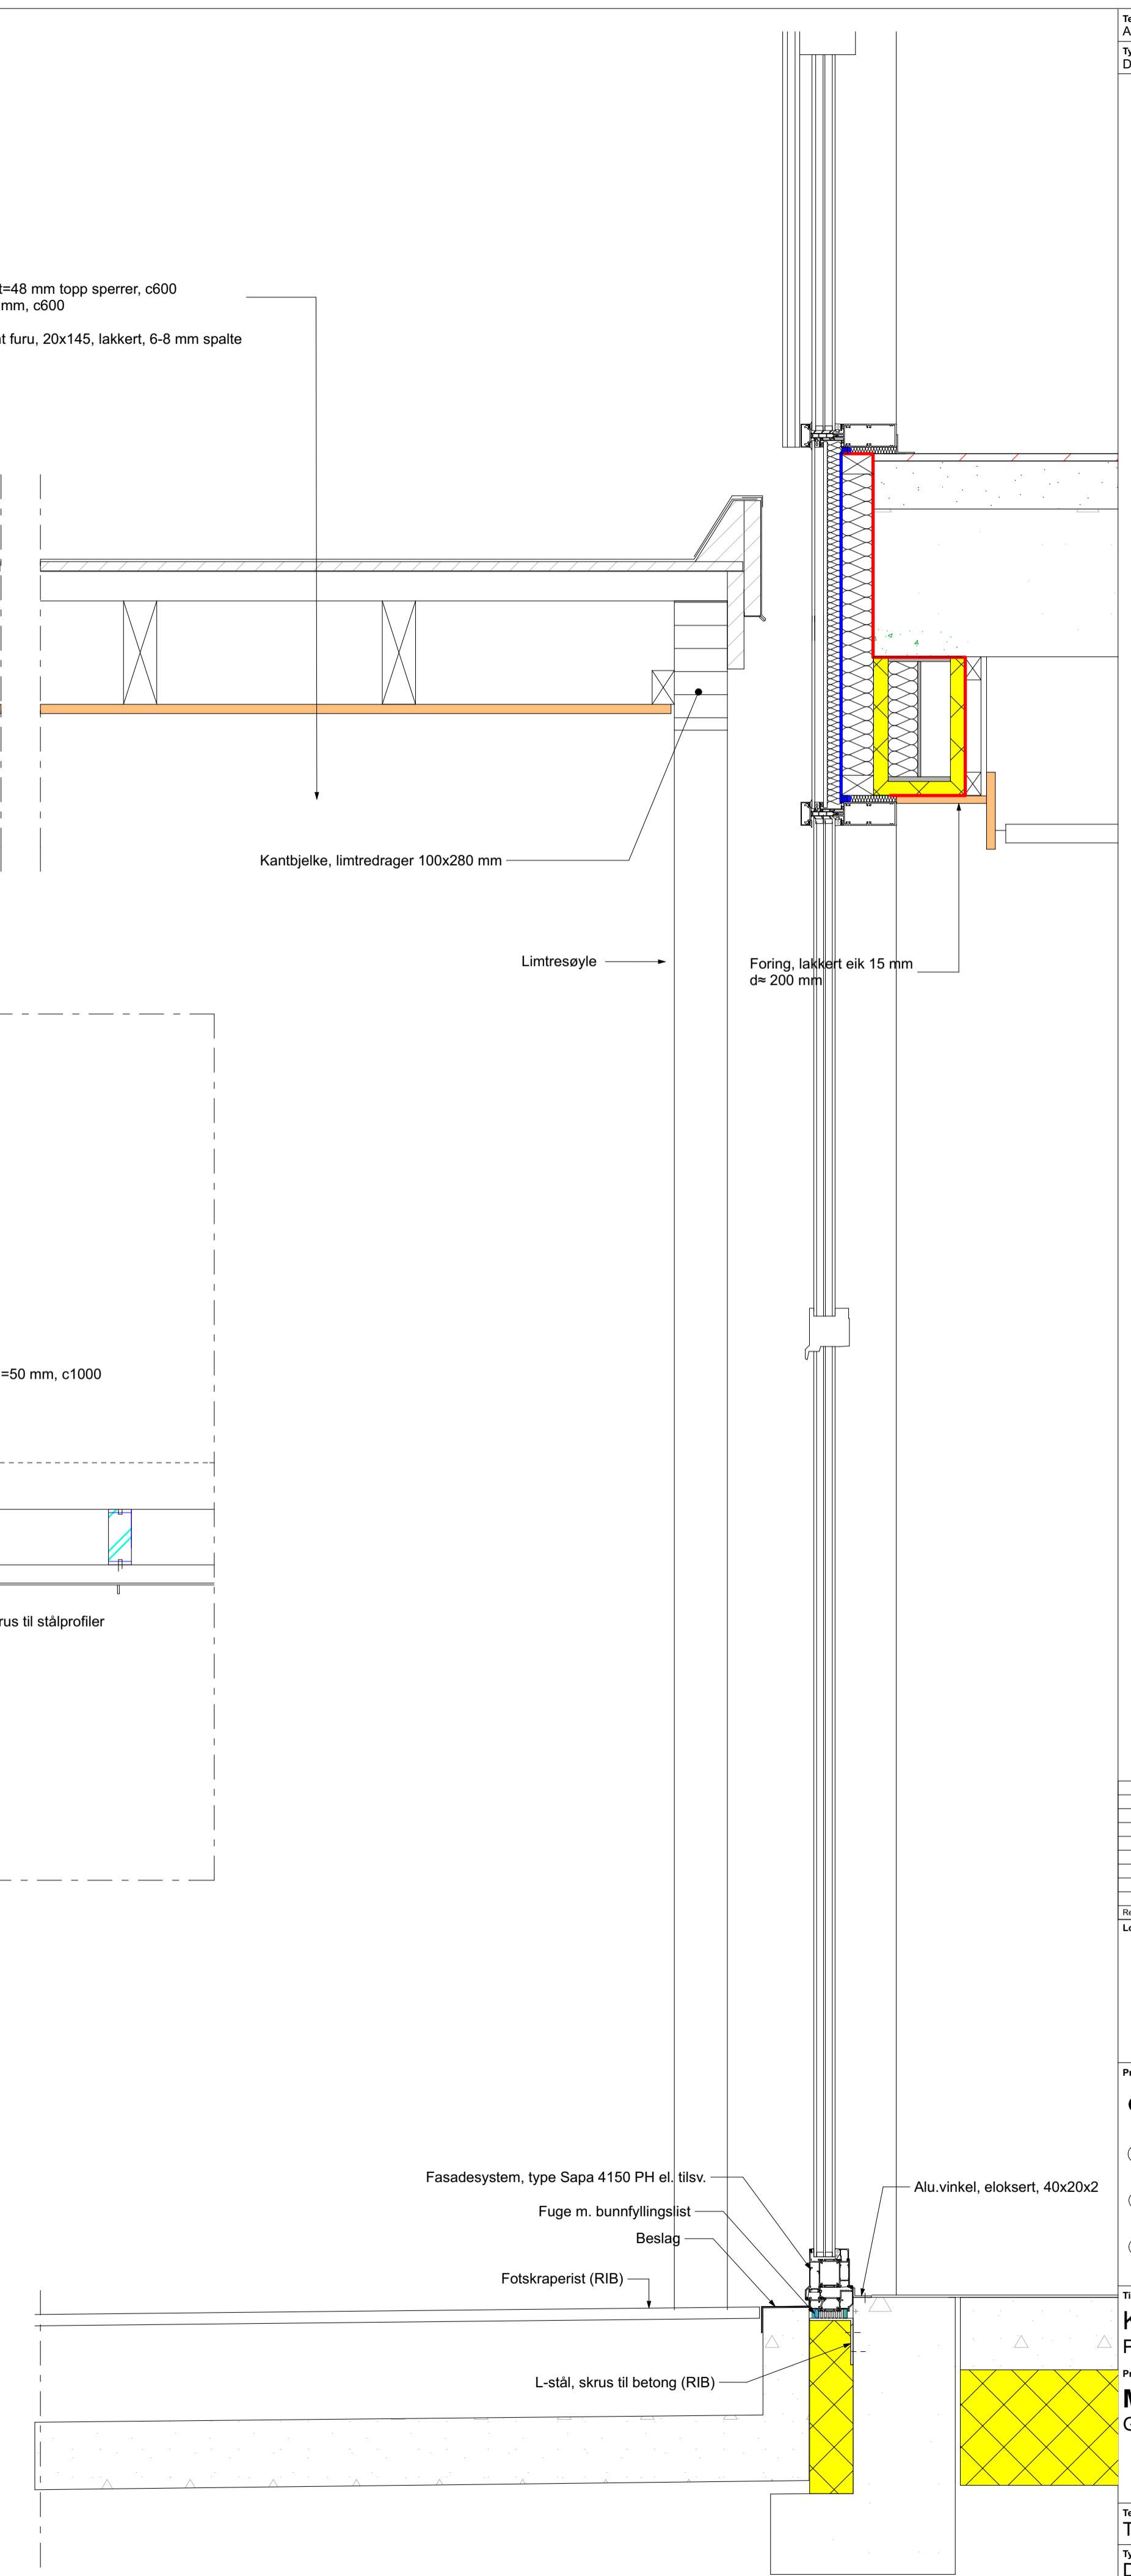 t=48 mm topp sperrer, c600
mm, c600
furu, 20x145, lakkert, 6-8 mm spalte
Kantbjelke, limtredrager 100x280 mm
Limtresøyle
Foring, lakkert eik 15 mm
d≈ 200 mm
=50 mm, c1000
til stålprofiler
Fasadesystem, type Sapa 4150 PH el. tilsv.
Alu.vinkel, eloksert, 40x20x2
Fuge m. bunnfyllingslist
Beslag
Fotskraperist (RIB)
L-stål, skrus til betong (RIB)